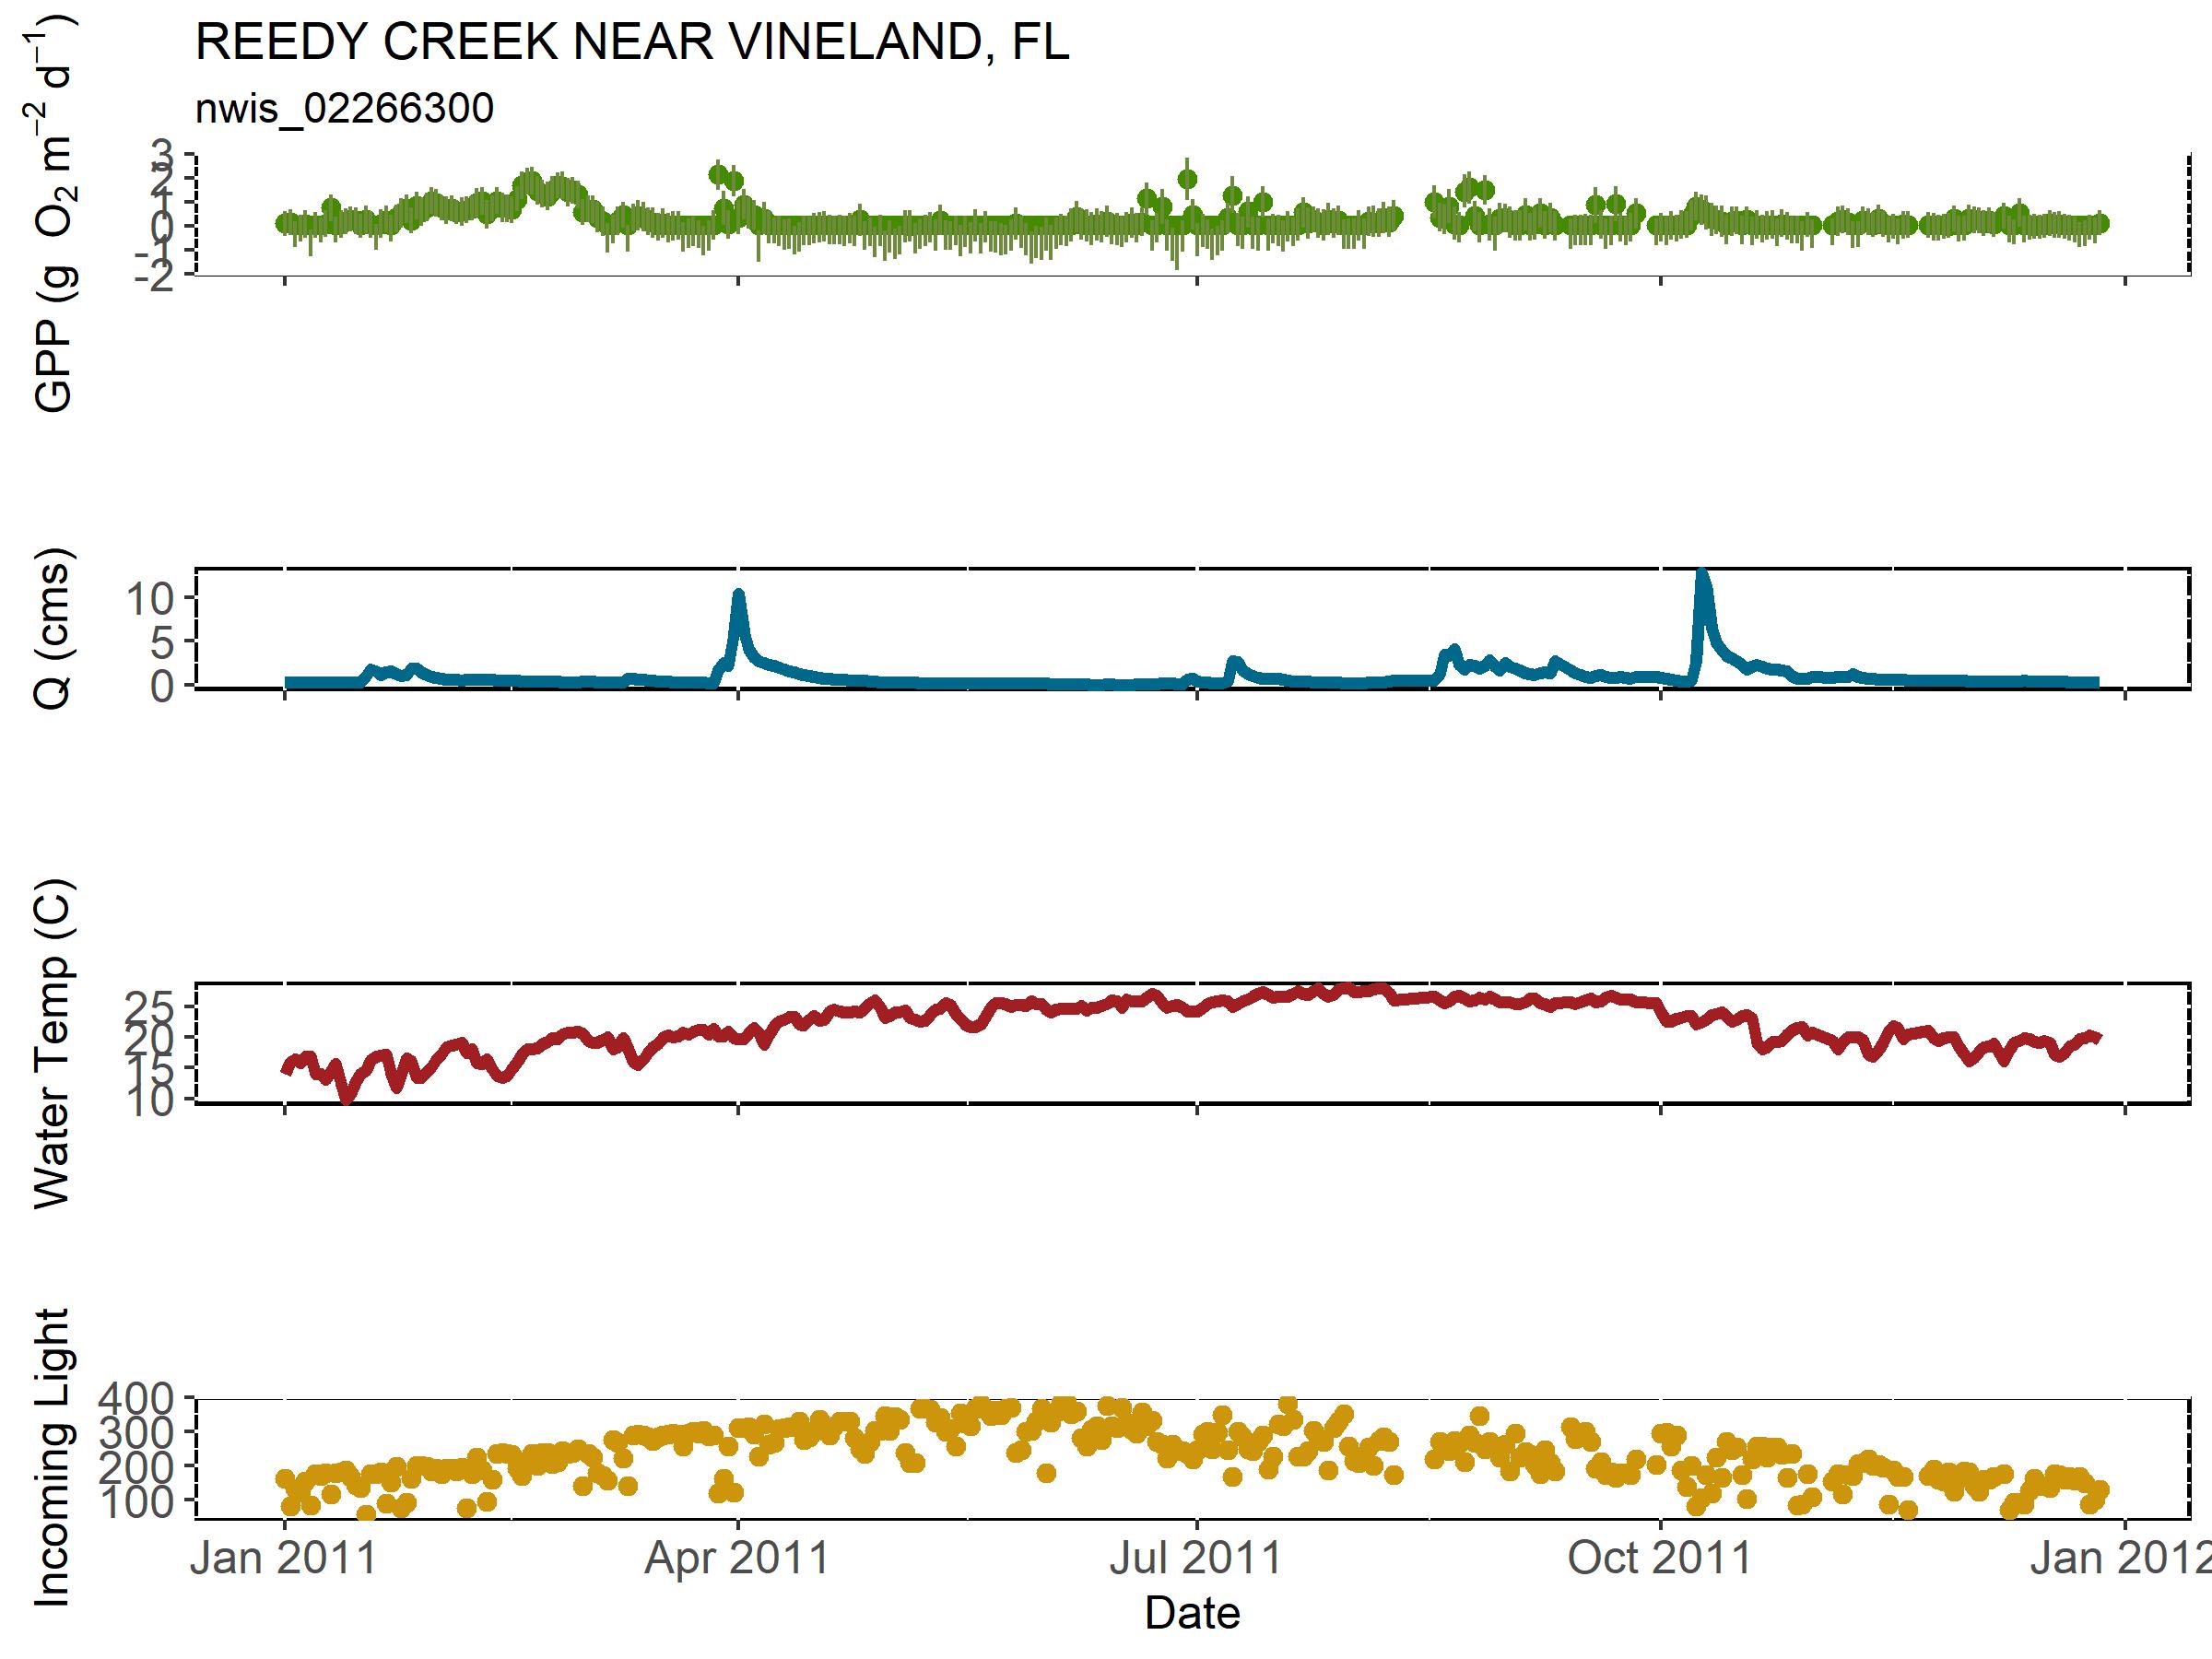 REEDY CREEK NEAR VINELAND, FL
nwis_02266300
GPP (g O₂ m⁻² d⁻¹)
3
2
1
0
-1
-2
Q (cms)
10
5
0
Water Temp (C)
25
20
15
10
Incoming Light
400
300
200
100
Jan 2011 Apr 2011 Jul 2011 Oct 2011 Jan 2012
Date